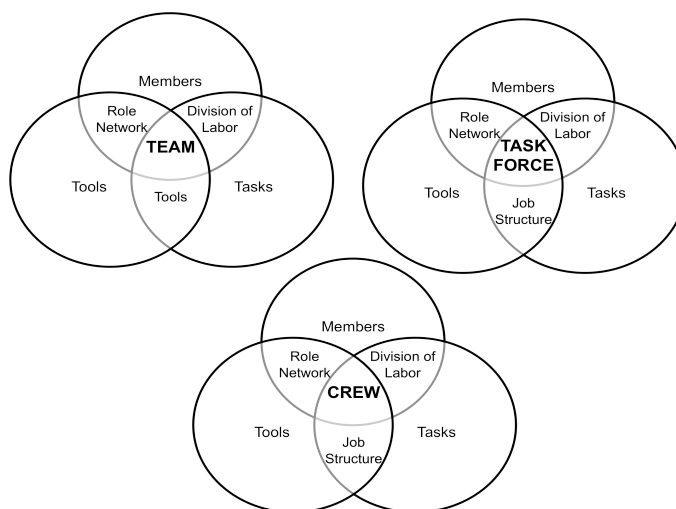 Members
Role
Network
Division of
Labor
TEAM
Tools
Tools
Tasks
Members
Role
Network
Division of
Labor
TASK
FORCE
Tools
Job
Structure
Tasks
Members
Role
Network
Division of
Labor
CREW
Tools
Job
Structure
Tasks